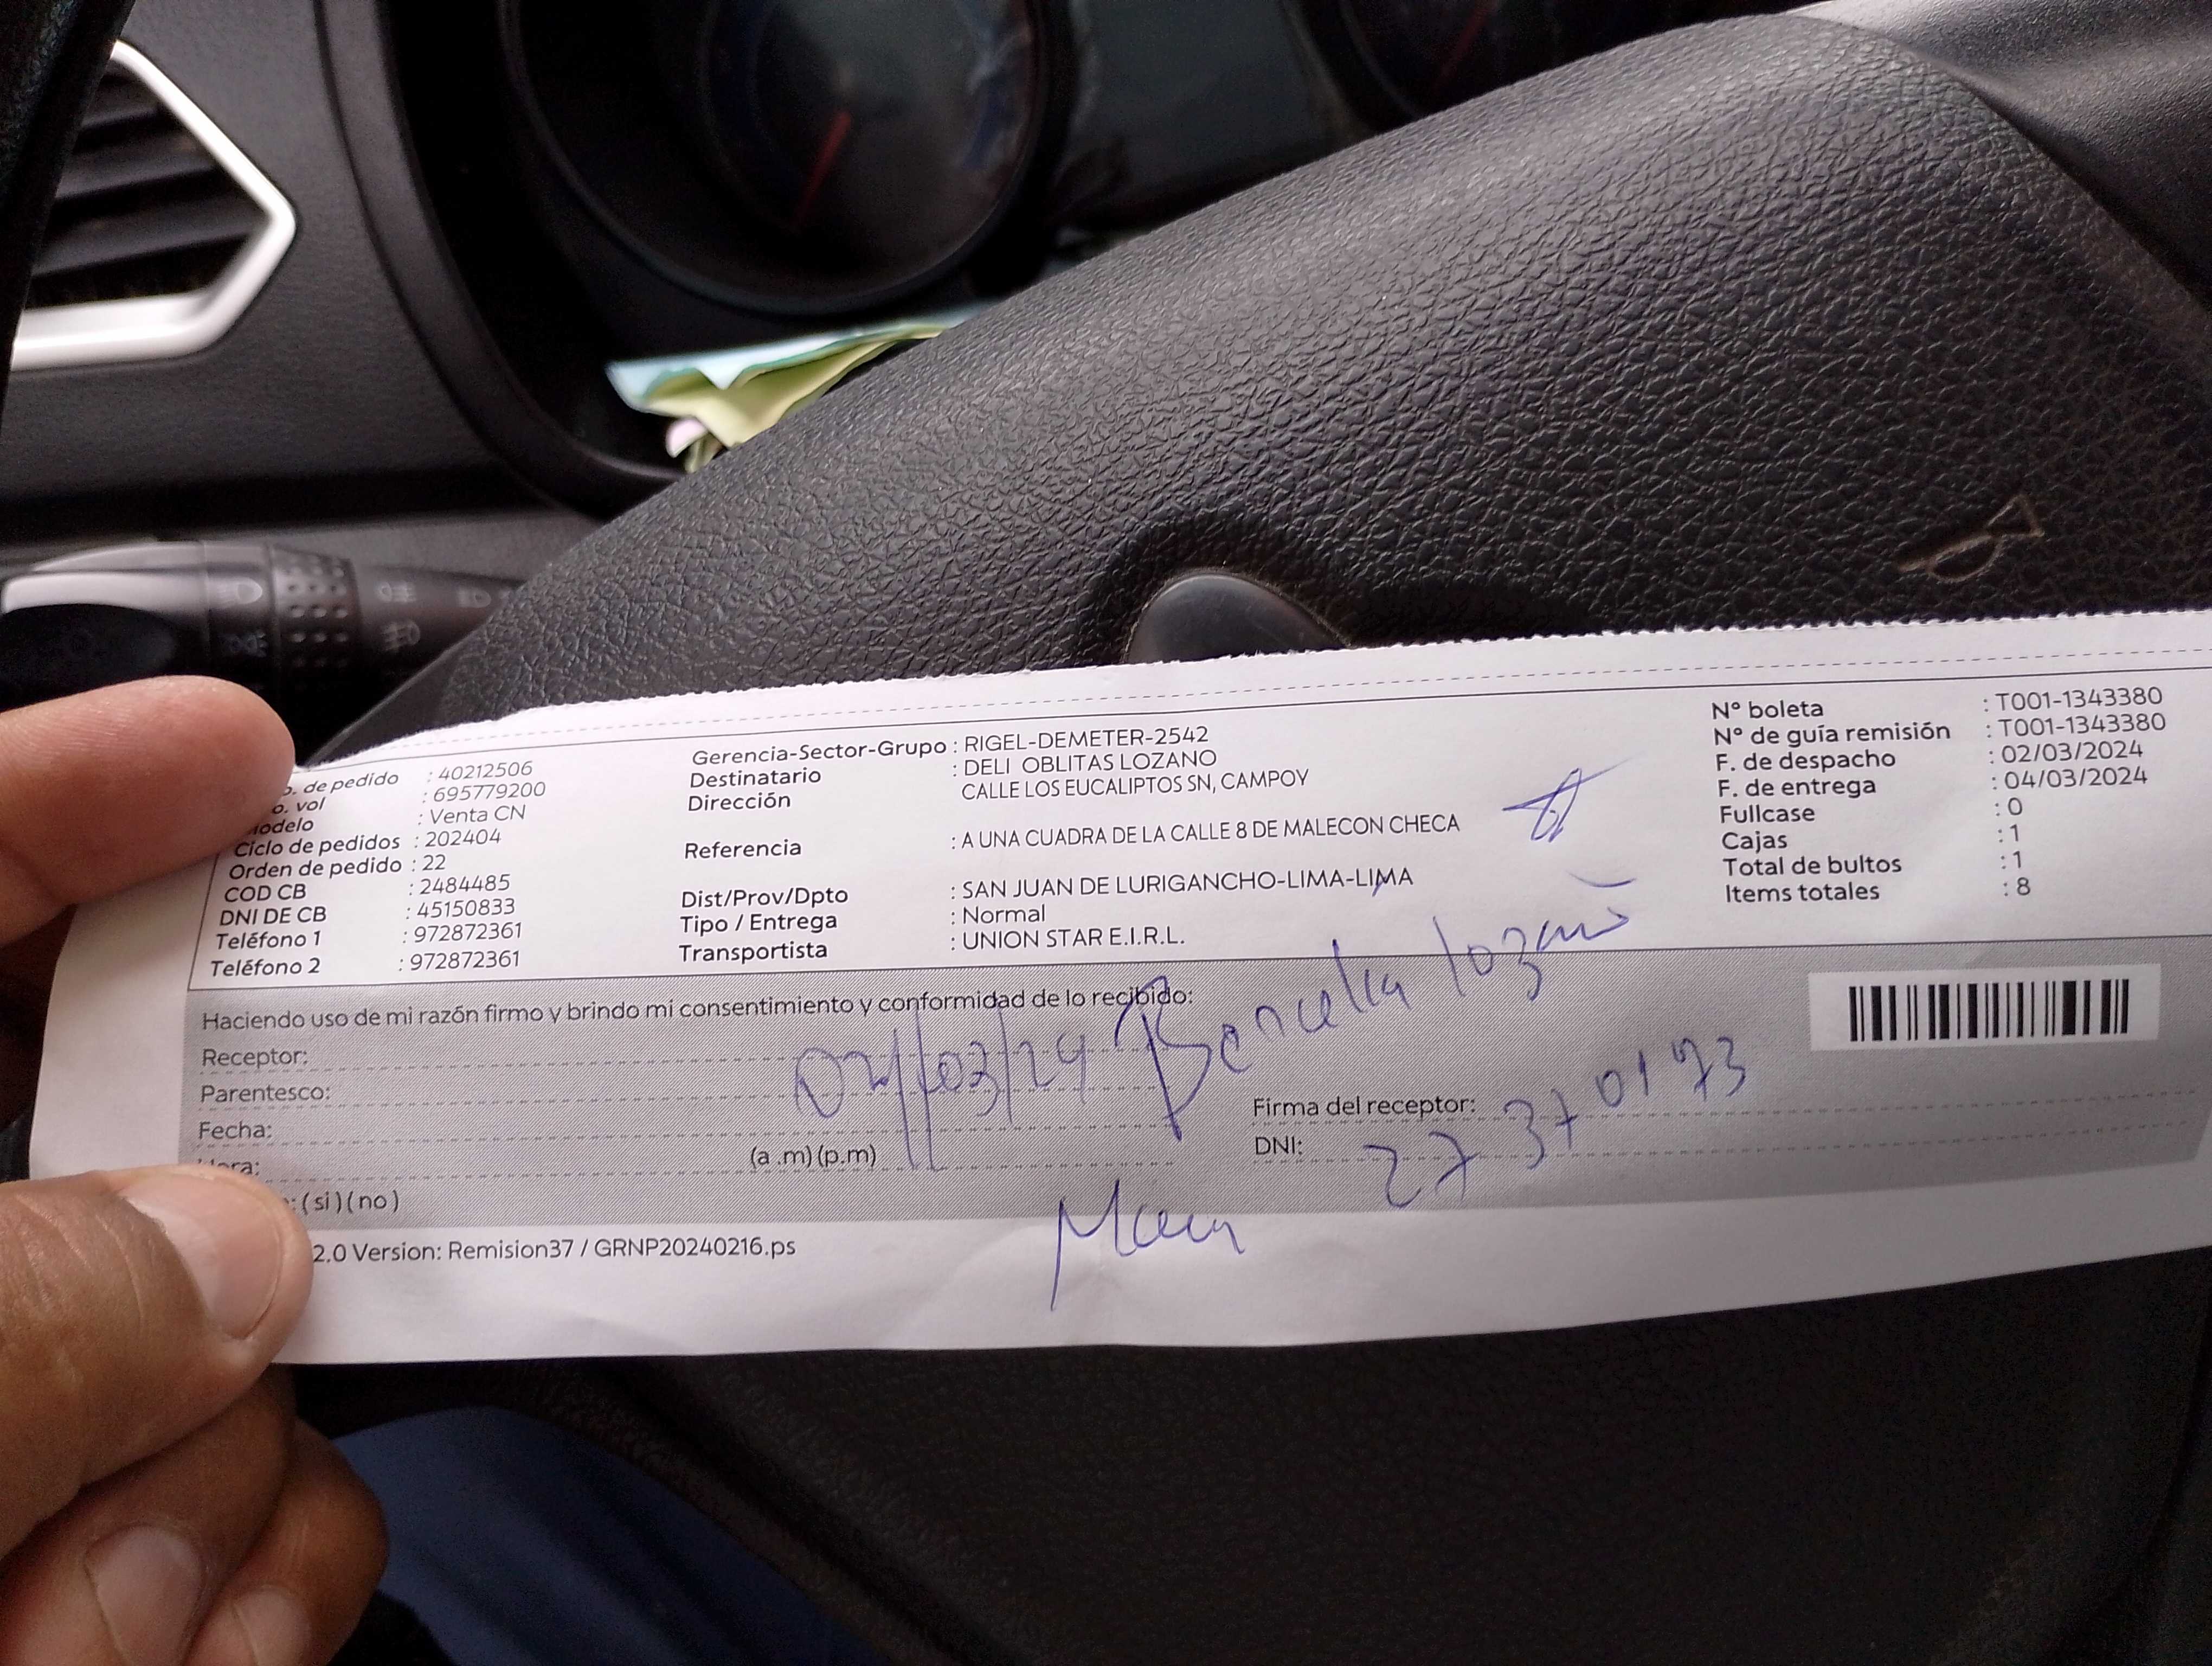 . de pedido : 40212506
o. vol : 695779200
Modelo : Venta CN
Ciclo de pedidos : 202404
Orden de pedido : 22
COD CB : 2484485
DNI DE CB : 45150833
Teléfono 1 : 972872361
Teléfono 2 : 972872361
Gerencia-Sector-Grupo : RIGEL-DEMETER-2542
Destinatario : DELI OBLITAS LOZANO
Dirección CALLE LOS EUCALIPTOS SN, CAMPOY
Referencia : A UNA CUADRA DE LA CALLE 8 DE MALECON CHECA
Dist/Prov/Dpto : SAN JUAN DE LURIGANCHO-LIMA-LIMA
Tipo / Entrega : Normal
Transportista : UNION STAR E.I.R.L.
N° boleta : T001-1343380
N° de guía remisión : T001-1343380
F. de despacho : 02/03/2024
F. de entrega : 04/03/2024
Fullcase : 0
Cajas : 1
Total de bultos : 1
Items totales : 8
Haciendo uso de mi razón firmo y brindo mi consentimiento y conformidad de lo recibido:
Receptor:
Parentesco:
Fecha:
Hora: (a .m) (p.m)
: ( si ) ( no )
lozano
Firma del receptor:
DNI: 27370173
2.0 Version: Remision37 / GRNP20240216.ps